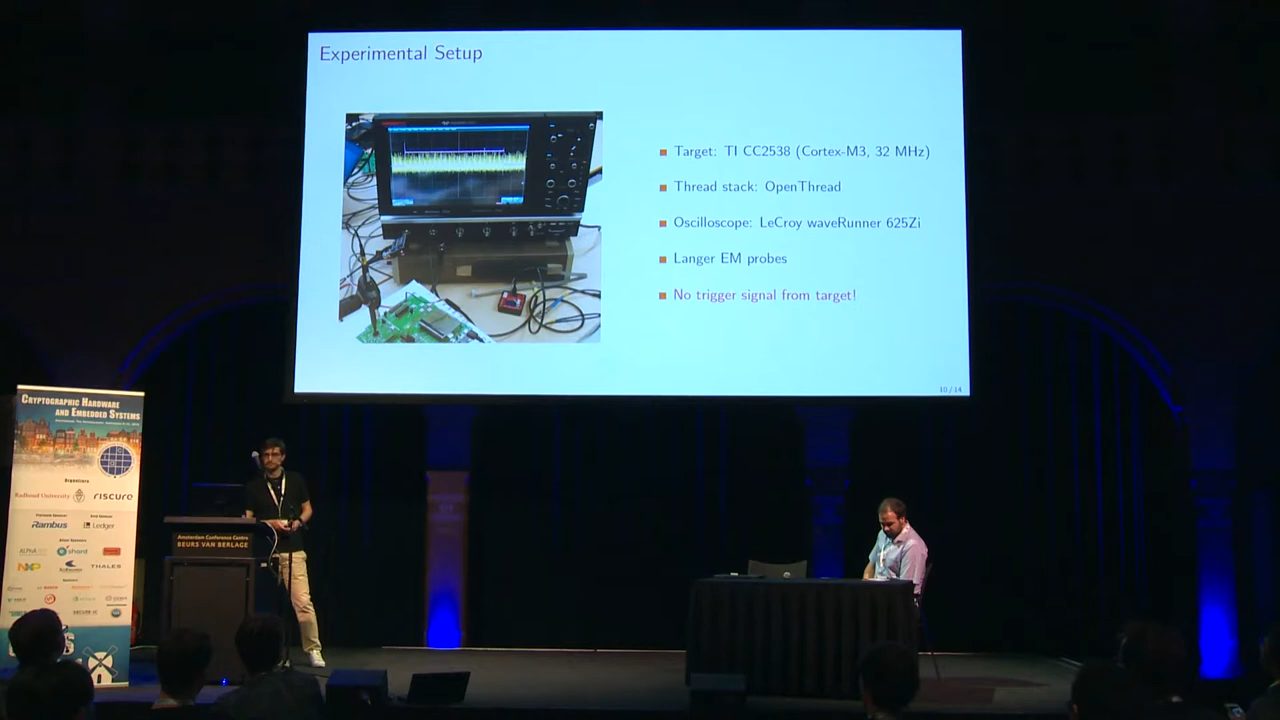 Experimental Setup
Target: TI CC2538 (Cortex-M3, 32 MHz)
Thread stack: OpenThread
Oscilloscope: LeCroy waveRunner 625Zi
Langer EM probes
No trigger signal from target!
10 / 14
CRYPTOGRAPHIC HARDWARE
AND EMBEDDED SYSTEMS
Organizers
Radboud University
riscure
Rambus
Ledger
eshard
NXP
THALES
Amsterdam Conference Centre
BEURS VAN BERLAGE